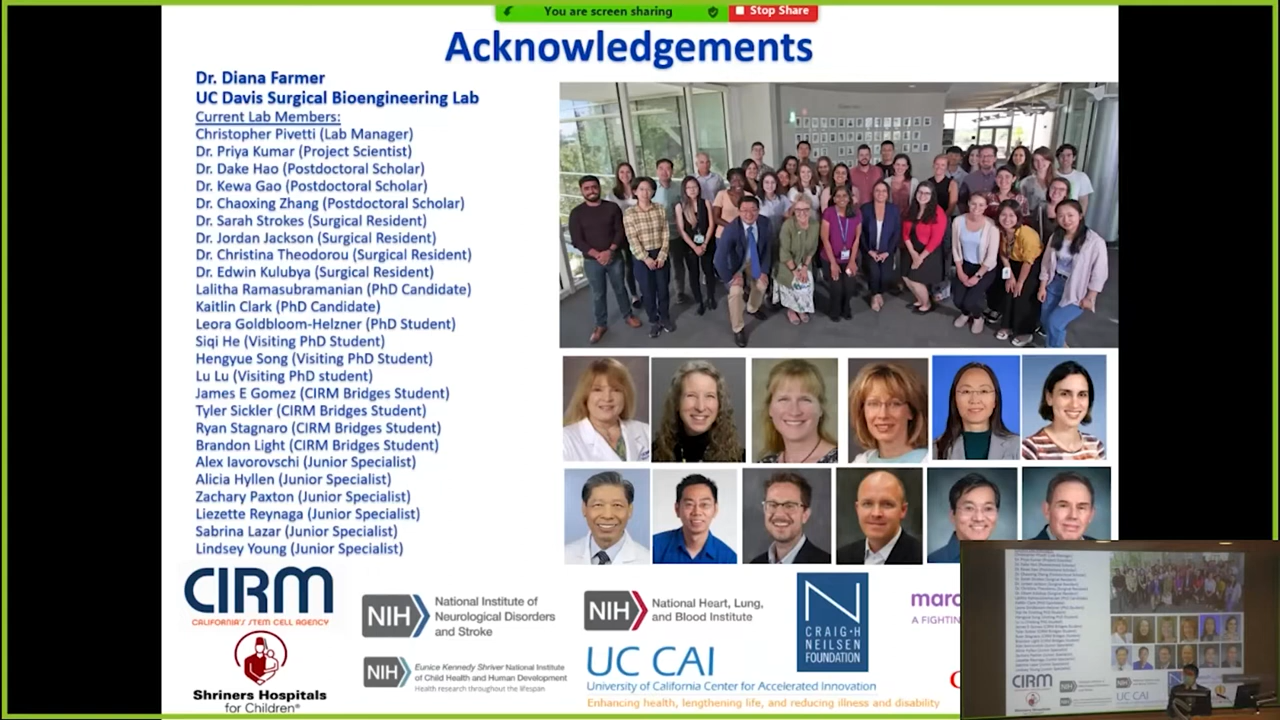 You are screen sharing
Stop Share
Acknowledgements
Dr. Diana Farmer
UC Davis Surgical Bioengineering Lab
Current Lab Members:
Christopher Pivetti (Lab Manager)
Dr. Priya Kumar (Project Scientist)
Dr. Dake Hao (Postdoctoral Scholar)
Dr. Kewa Gao (Postdoctoral Scholar)
Dr. Chaoxing Zhang (Postdoctoral Scholar)
Dr. Sarah Strokes (Surgical Resident)
Dr. Jordan Jackson (Surgical Resident)
Dr. Christina Theodorou (Surgical Resident)
Dr. Edwin Kulubya (Surgical Resident)
Lalitha Ramasubramanian (PhD Candidate)
Kaitlin Clark (PhD Candidate)
Leora Goldbloom-Helzner (PhD Student)
Siqi He (Visiting PhD Student)
Hengyue Song (Visiting PhD Student)
Lu Lu (Visiting PhD student)
James E Gomez (CIRM Bridges Student)
Tyler Sickler (CIRM Bridges Student)
Ryan Stagnaro (CIRM Bridges Student)
Brandon Light (CIRM Bridges Student)
Alex Iavorovschi (Junior Specialist)
Alicia Hyllen (Junior Specialist)
Zachary Paxton (Junior Specialist)
Liezette Reynaga (Junior Specialist)
Sabrina Lazar (Junior Specialist)
Lindsey Young (Junior Specialist)
CIRM
CALIFORNIA'S STEM CELL AGENCY
Shriners Hospitals
for Children®
NIH
National Institute of
Neurological Disorders
and Stroke
NIH
Eunice Kennedy Shriver National Institute
of Child Health and Human Development
Health research throughout the lifespan
NIH
National Heart, Lung,
and Blood Institute
UC CAI
University of California Center for Accelerated Innovation
Enhancing health, lengthening life, and reducing illness and disability
N
CRAIG H
NEILSEN
FOUNDATION
marc
A FIGHTIN
CIRM
UC CAI